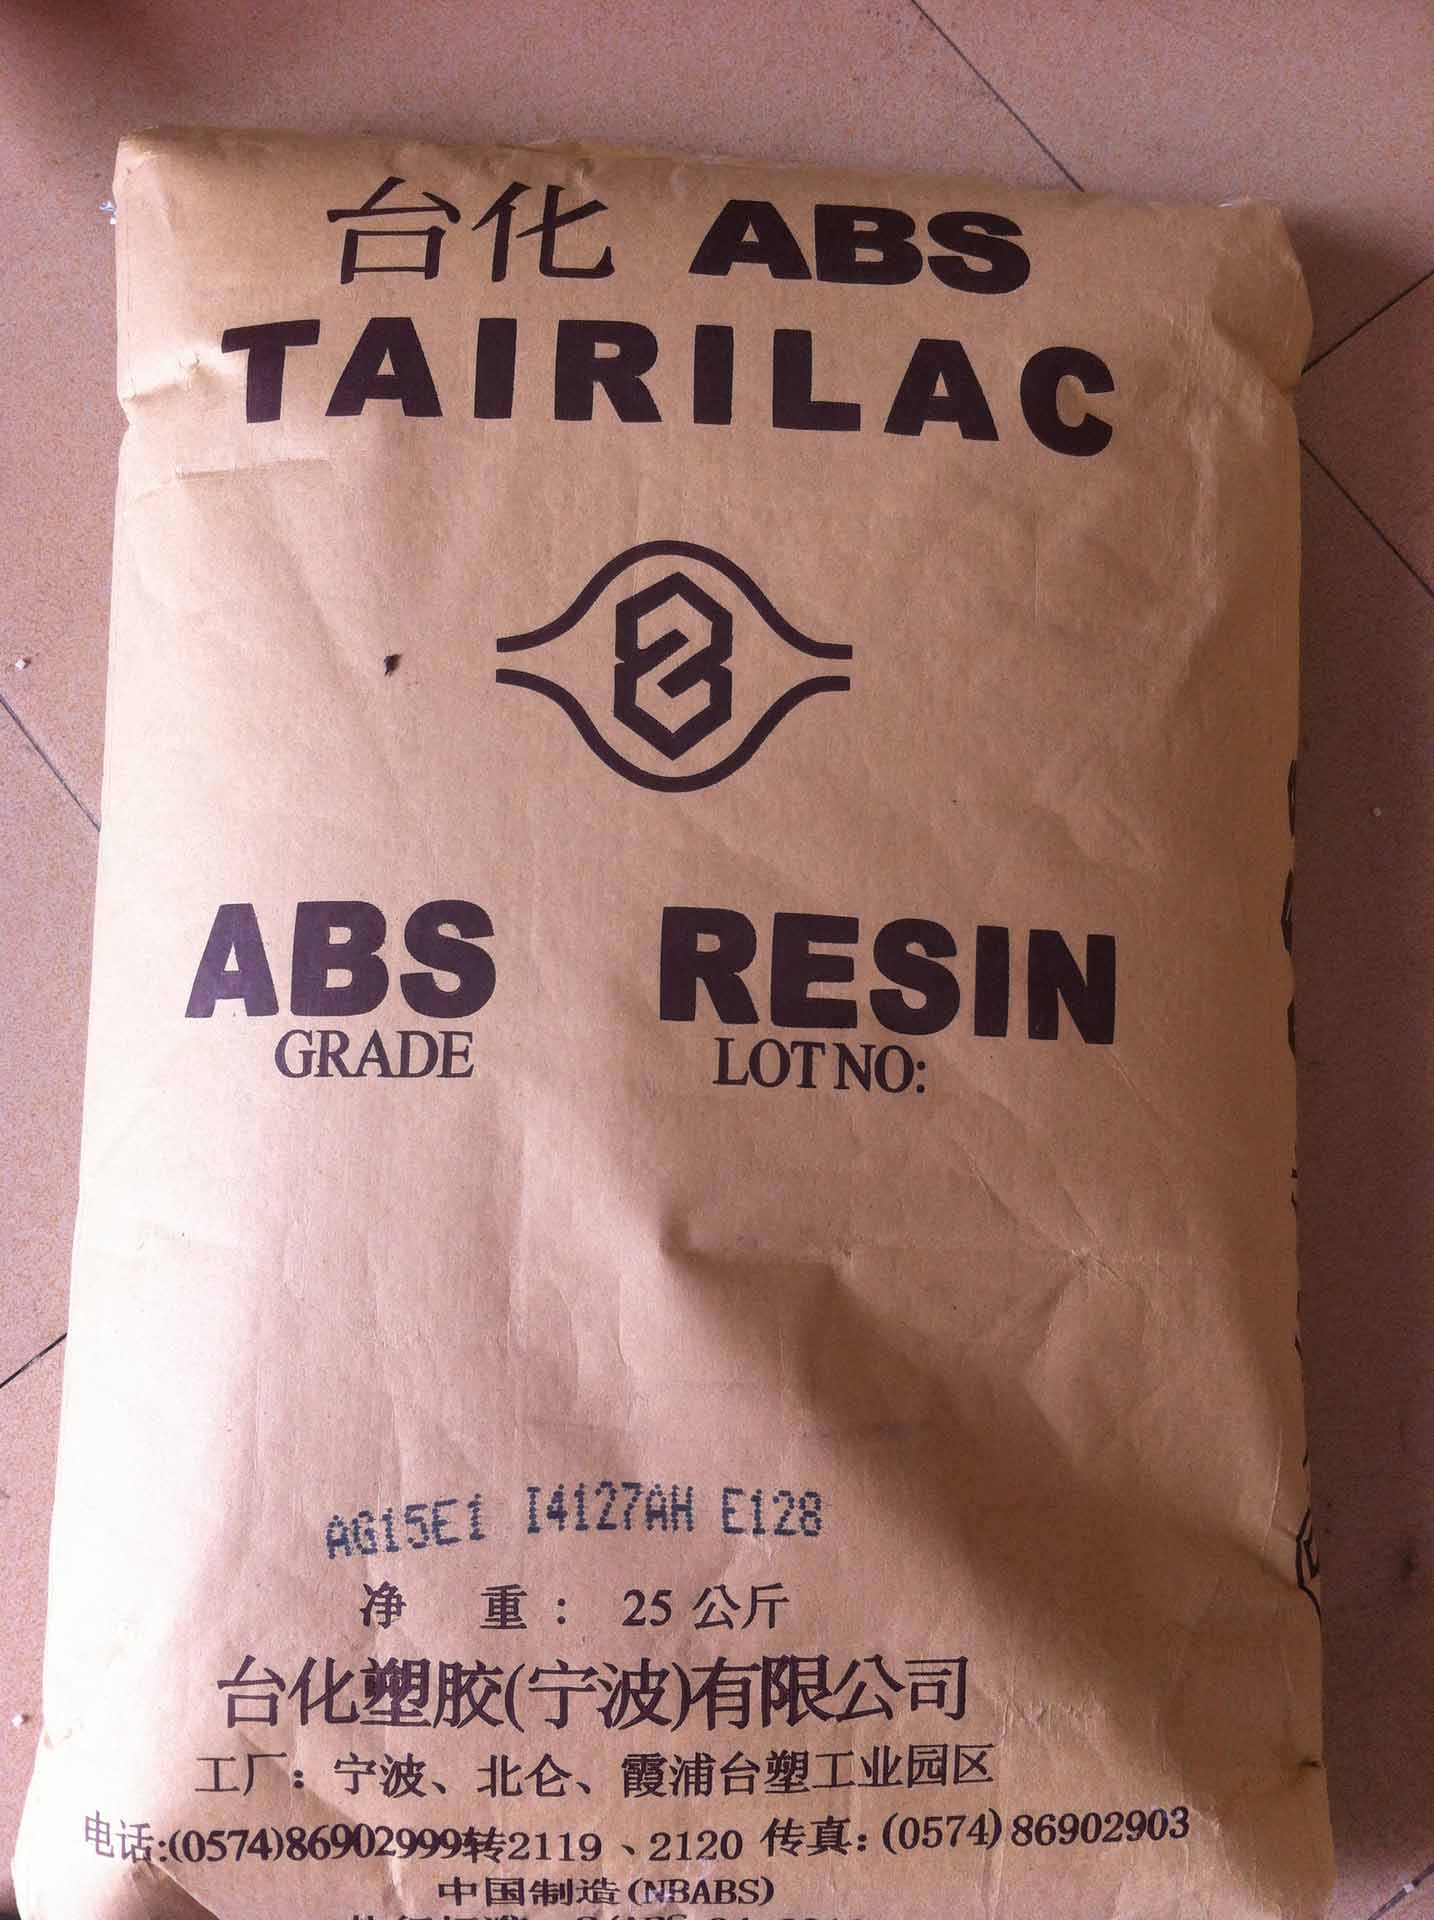 台化 ABS
TAIRILAC
ABS RESIN
GRADE LOT NO:
AG15E1 I4127AH E128
净 重： 25 公斤
台化塑胶(宁波)有限公司
工厂：宁波、北仑、霞浦台塑工业园区
电话:(0574)86902999转2119、2120 传真:(0574)86902903
中国制造(NBABS)